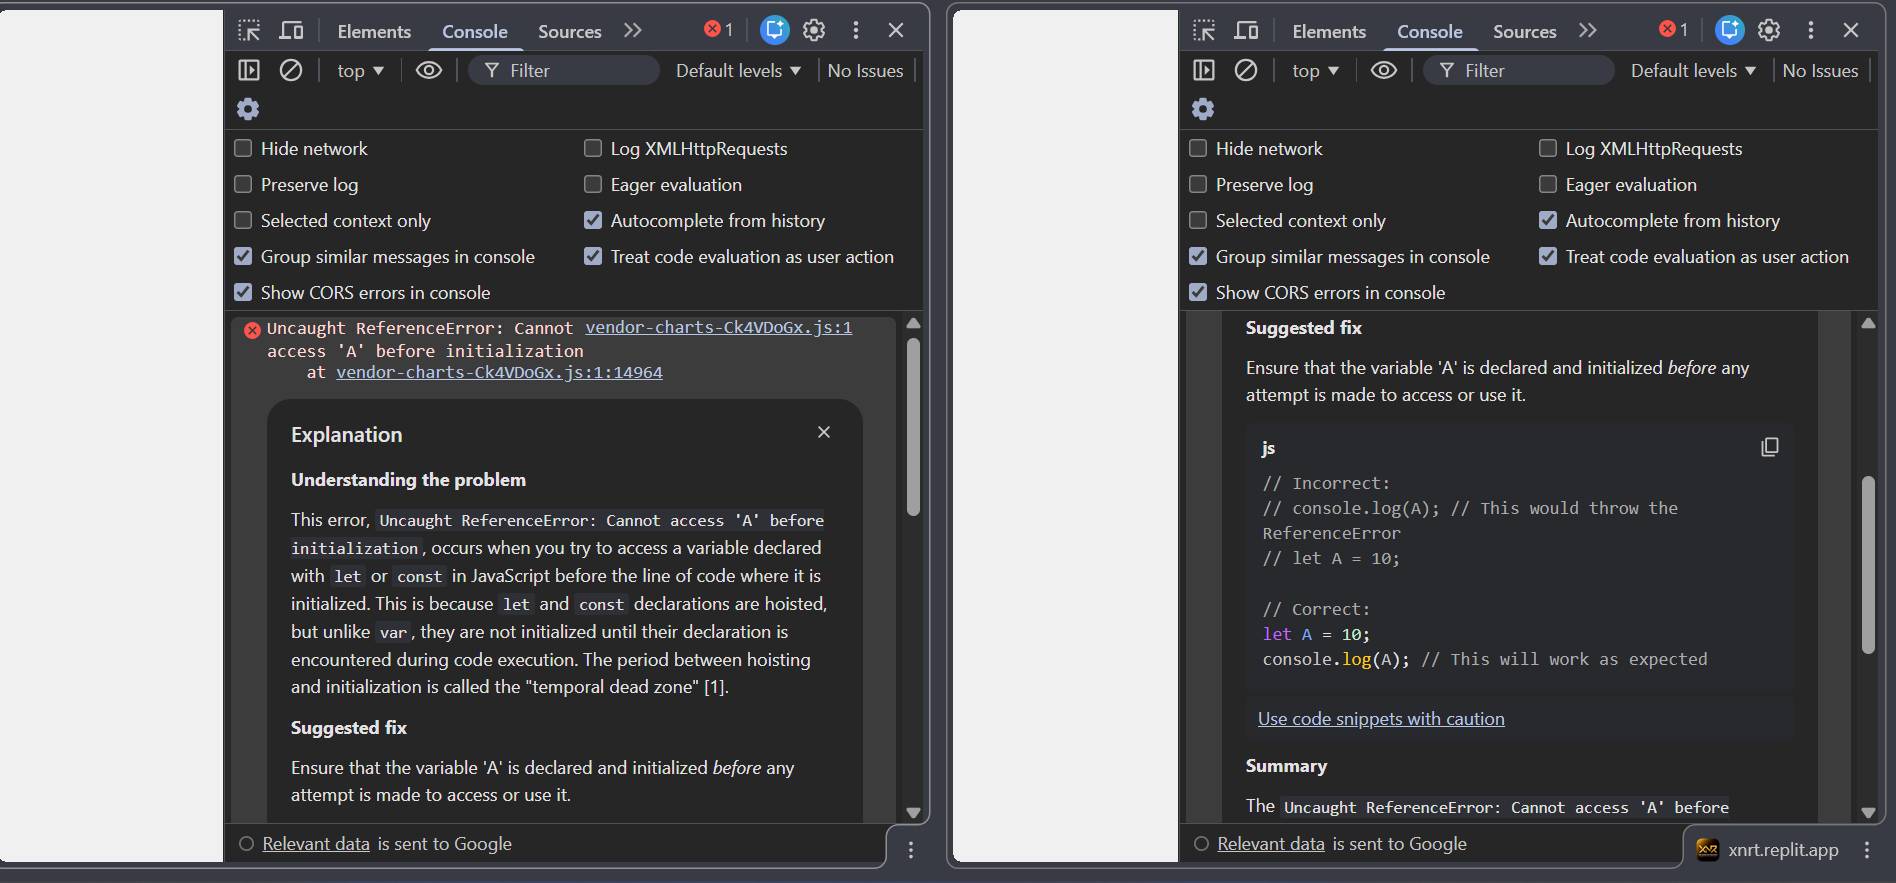 Elements Console Sources 1
top Filter Default levels No Issues
Hide network Log XMLHttpRequests
Preserve log Eager evaluation
Selected context only Autocomplete from history
Group similar messages in console Treat code evaluation as user action
Show CORS errors in console
Uncaught ReferenceError: Cannot vendor-charts-Ck4VDoGx.js:1
access 'A' before initialization
at vendor-charts-Ck4VDoGx.js:1:14964
Explanation
Understanding the problem
This error, Uncaught ReferenceError: Cannot access 'A' before
initialization, occurs when you try to access a variable declared
with let or const in JavaScript before the line of code where it is
initialized. This is because let and const declarations are hoisted,
but unlike var, they are not initialized until their declaration is
encountered during code execution. The period between hoisting
and initialization is called the "temporal dead zone" [1].
Suggested fix
Ensure that the variable 'A' is declared and initialized before any
attempt is made to access or use it.
Relevant data is sent to Google
Elements Console Sources 1
top Filter Default levels No Issues
Hide network Log XMLHttpRequests
Preserve log Eager evaluation
Selected context only Autocomplete from history
Group similar messages in console Treat code evaluation as user action
Show CORS errors in console
Suggested fix
Ensure that the variable 'A' is declared and initialized before any
attempt is made to access or use it.
js
// Incorrect:
// console.log(A); // This would throw the
ReferenceError
// let A = 10;
// Correct:
let A = 10;
console.log(A); // This will work as expected
Use code snippets with caution
Summary
The Uncaught ReferenceError: Cannot access 'A' before
Relevant data is sent to Google
XNR xnrt.replit.app